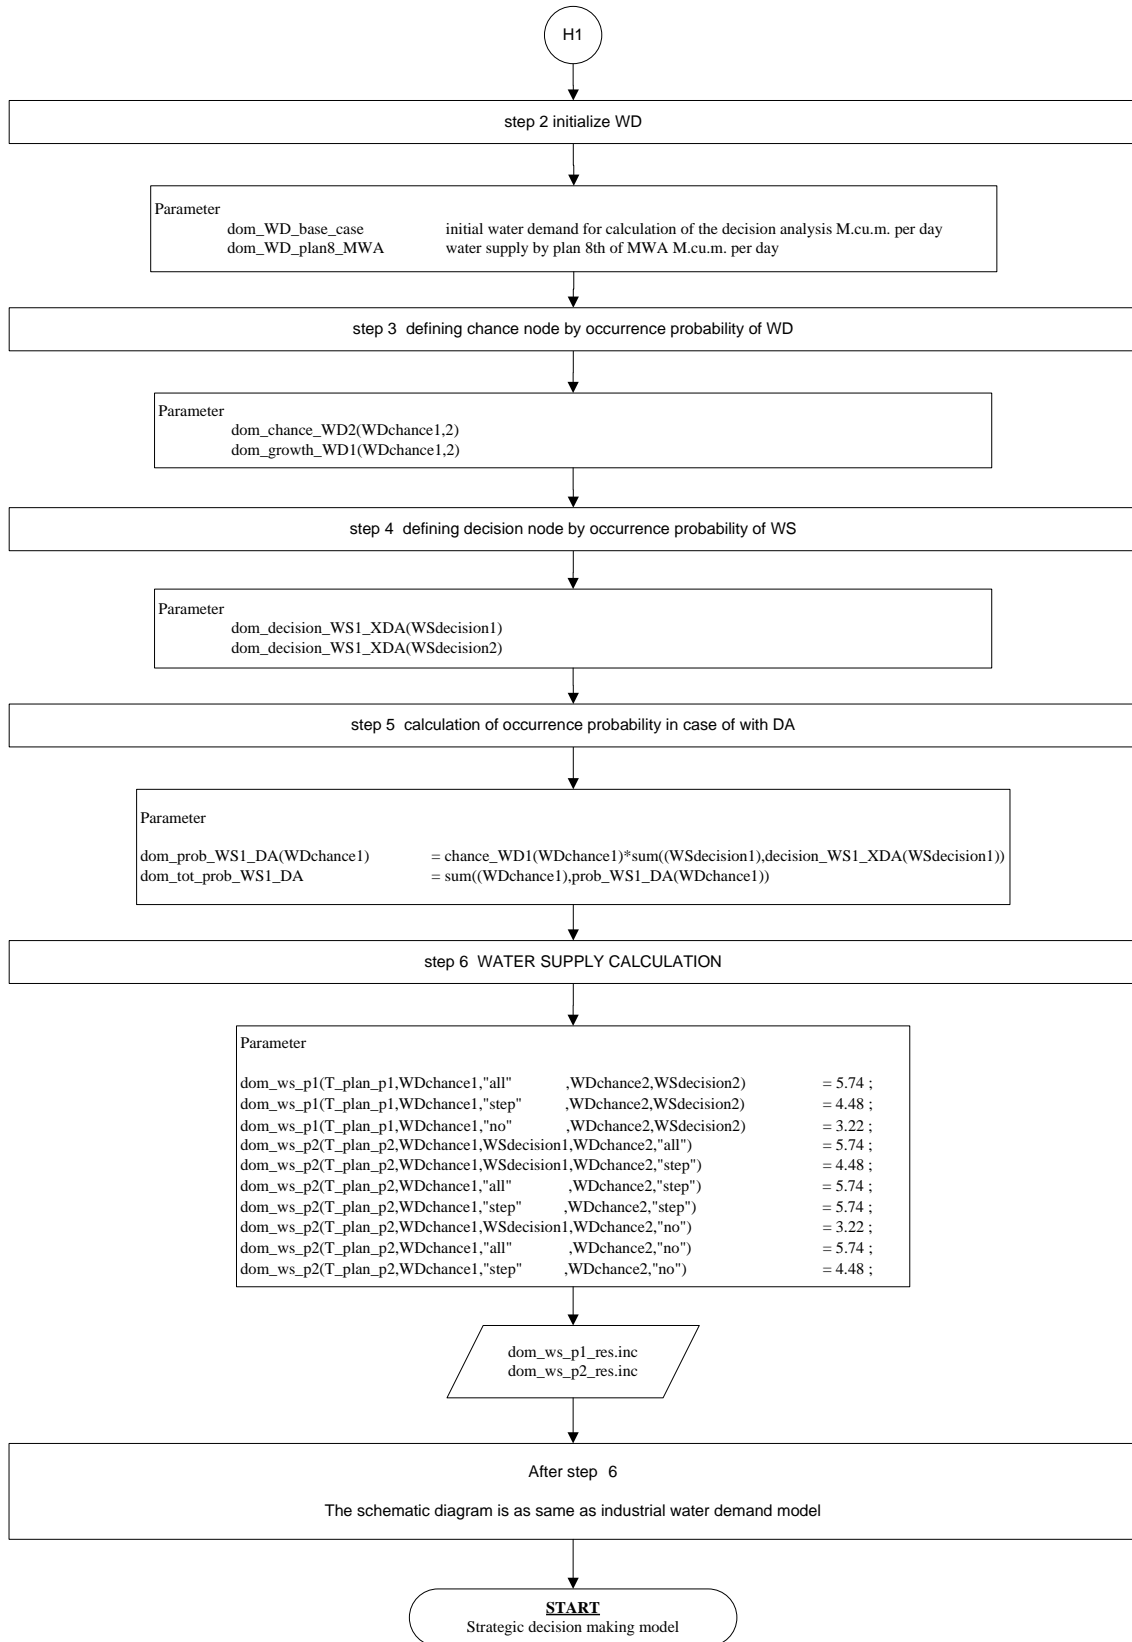 H1
step 2 initialize WD
Parameter
dom_WD_base_case initial water demand for calculation of the decision analysis M.cu.m. per day
dom_WD_plan8_MWA water supply by plan 8th of MWA M.cu.m. per day
step 3 defining chance node by occurrence probability of WD
Parameter
dom_chance_WD2(WDchance1,2)
dom_growth_WD1(WDchance1,2)
step 4 defining decision node by occurrence probability of WS
Parameter
dom_decision_WS1_XDA(WSdecision1)
dom_decision_WS1_XDA(WSdecision2)
step 5 calculation of occurrence probability in case of with DA
Parameter
dom_prob_WS1_DA(WDchance1) = chance_WD1(WDchance1)*sum((WSdecision1),decision_WS1_XDA(WSdecision1))
dom_tot_prob_WS1_DA = sum((WDchance1),prob_WS1_DA(WDchance1))
step 6 WATER SUPPLY CALCULATION
Parameter
dom_ws_p1(T_plan_p1,WDchance1,"all" ,WDchance2,WSdecision2) = 5.74 ;
dom_ws_p1(T_plan_p1,WDchance1,"step" ,WDchance2,WSdecision2) = 4.48 ;
dom_ws_p1(T_plan_p1,WDchance1,"no" ,WDchance2,WSdecision2) = 3.22 ;
dom_ws_p2(T_plan_p2,WDchance1,WSdecision1,WDchance2,"all") = 5.74 ;
dom_ws_p2(T_plan_p2,WDchance1,WSdecision1,WDchance2,"step") = 4.48 ;
dom_ws_p2(T_plan_p2,WDchance1,"all" ,WDchance2,"step") = 5.74 ;
dom_ws_p2(T_plan_p2,WDchance1,"step" ,WDchance2,"step") = 5.74 ;
dom_ws_p2(T_plan_p2,WDchance1,WSdecision1,WDchance2,"no") = 3.22 ;
dom_ws_p2(T_plan_p2,WDchance1,"all" ,WDchance2,"no") = 5.74 ;
dom_ws_p2(T_plan_p2,WDchance1,"step" ,WDchance2,"no") = 4.48 ;
dom_ws_p1_res.inc
dom_ws_p2_res.inc
After step 6
The schematic diagram is as same as industrial water demand model
START
Strategic decision making model